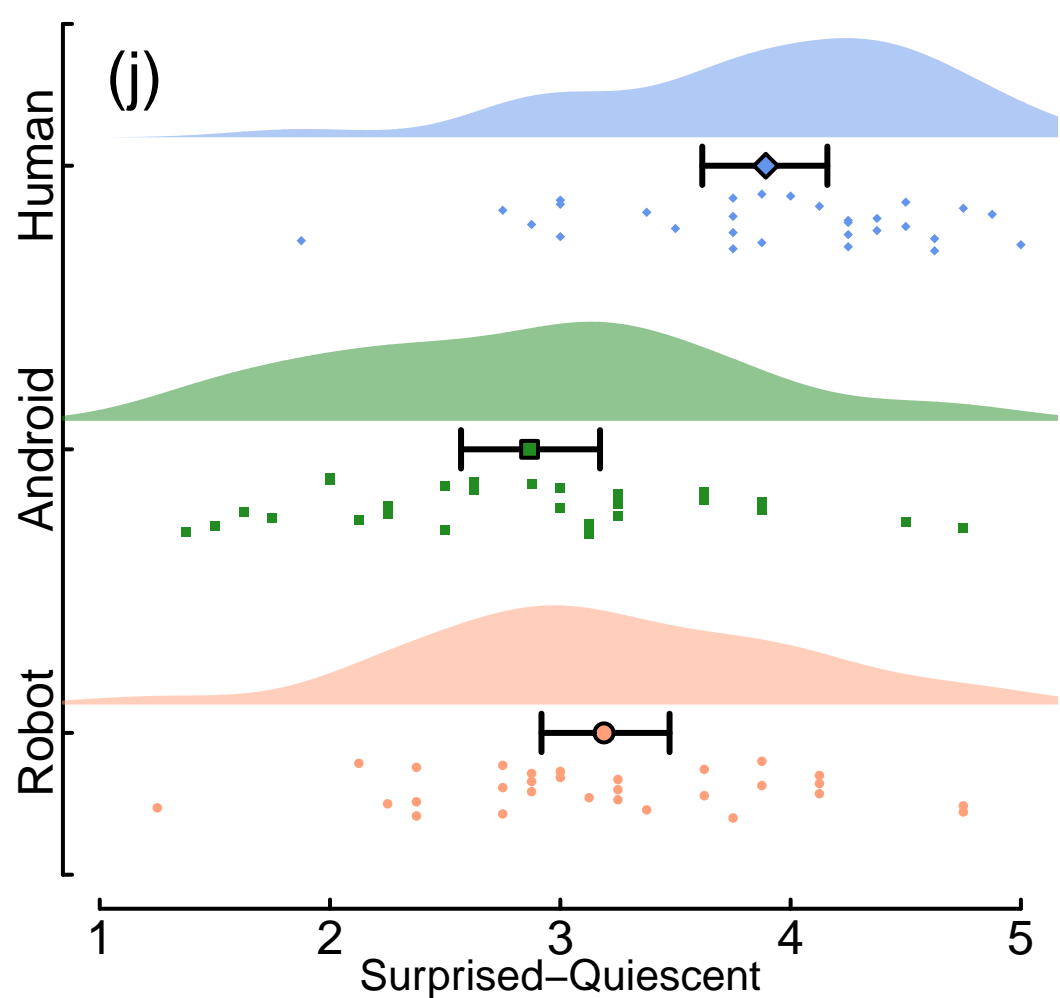 (j)
Human
Android
Robot
1 2 3 4 5
Surprised–Quiescent